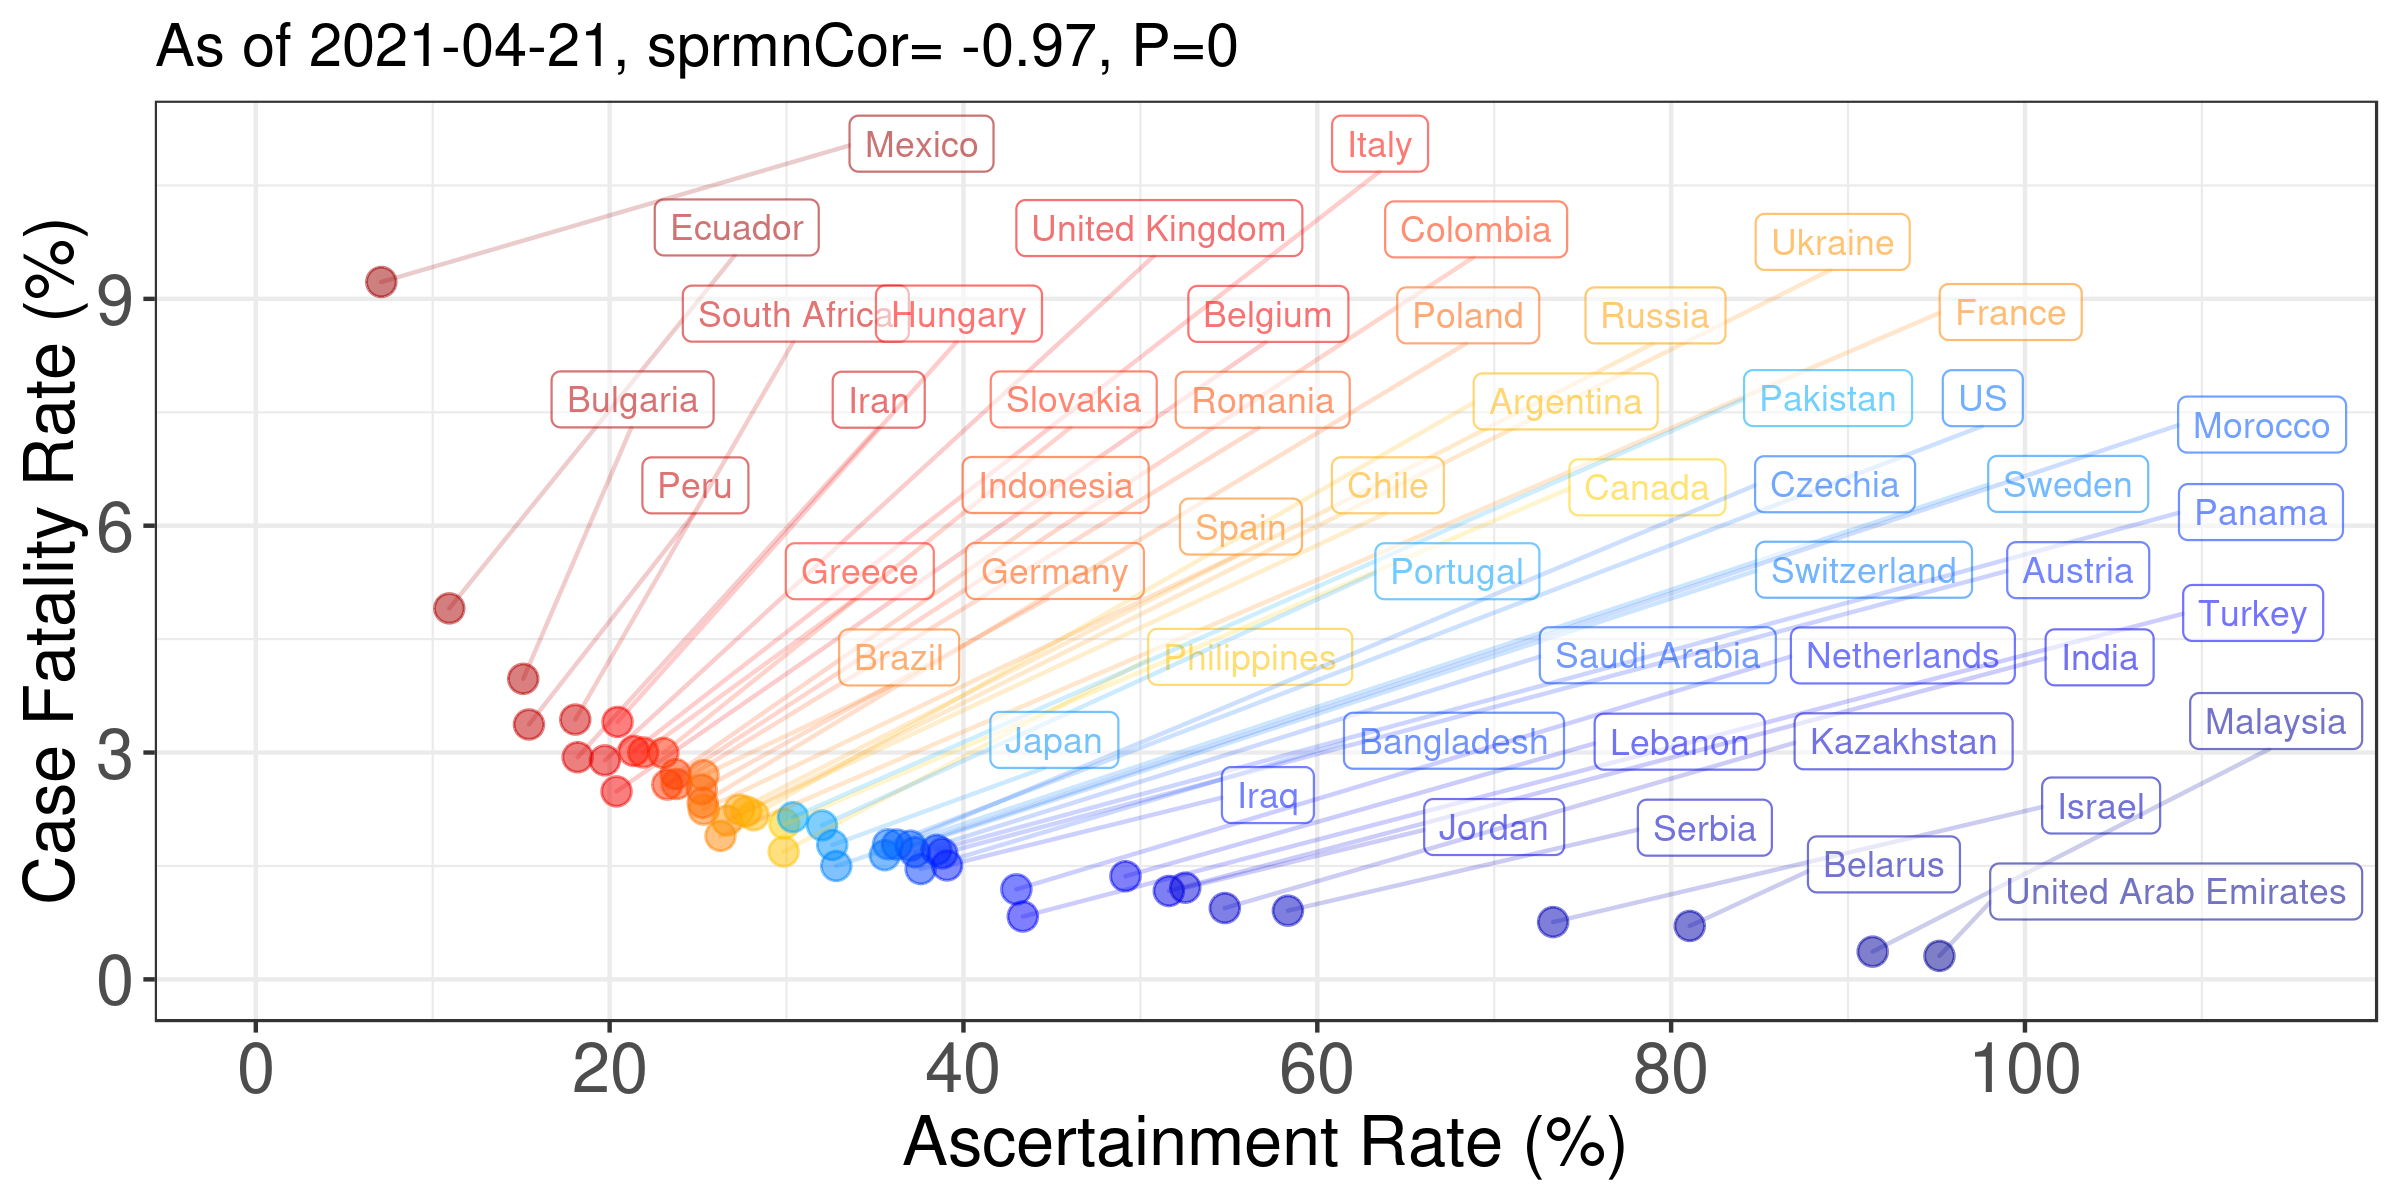 As of 2021-04-21, sprmnCor= -0.97, P=0
Mexico
Italy
Ecuador
United Kingdom
Colombia
Ukraine
South Africa
Hungary
Belgium
Poland
Russia
France
Bulgaria
Iran
Slovakia
Romania
Argentina
Pakistan
US
Morocco
Peru
Indonesia
Spain
Chile
Canada
Czechia
Sweden
Panama
Greece
Germany
Portugal
Switzerland
Austria
Turkey
Brazil
Philippines
Saudi Arabia
Netherlands
India
Japan
Bangladesh
Lebanon
Kazakhstan
Malaysia
Iraq
Jordan
Serbia
Israel
Belarus
United Arab Emirates
Case Fatality Rate (%)
9
6
3
0
0
20
40
60
80
100
Ascertainment Rate (%)